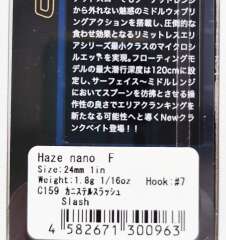 から外れない魅惑のミドルウォブ
リングアクションを搭載し、圧倒的な
食わせ効果となるリミットレスエリ
アシリーズ最小クラスのマイクロシ
ルエットを実現。フローティングモ
デルの最大潜行深度は120cmに設
定し、サーフェイス〜ミドルレンジ
においてスプーンを彷彿とさせる操
作性の良さでエリアクランキングを
新たなる可能性へと導くNewクラ
ンクベイト登場！！
Haze nano F
Size:24mm 1in
Weight:1.8g 1/16oz Hook:#7
C159 カニステルスラッシュ
Slash
4 582671 300963